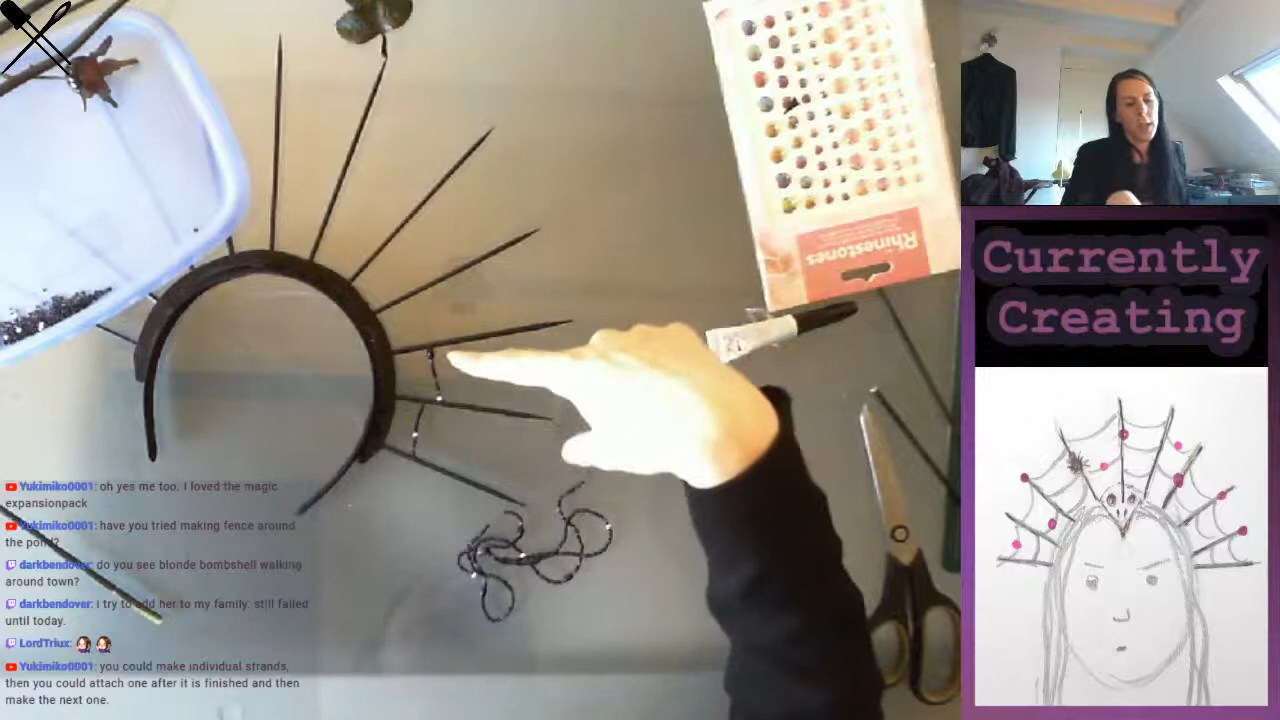 Rhinestones
Currently
Creating
Yukimiko0001: oh yes me too. I loved the magic
expansionpack
Yukimiko0001: have you tried making fence around
the pond?
darkbendover: do you see blonde bombshell walking
around town?
darkbendover: i try to add her to my family. still failed
until today.
LordTrius:
Yukimiko0001: you could make individual strands,
then you could attach one after it is finished and then
make the next one.